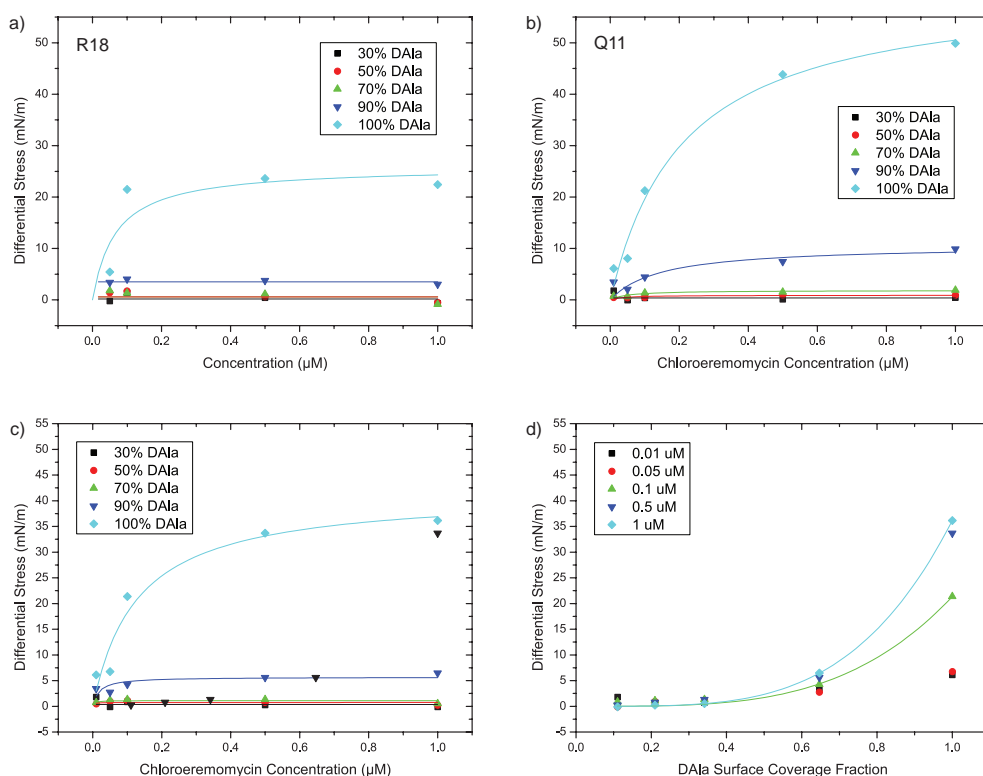 a)
R18
30% DAla
50% DAla
70% DAla
90% DAla
100% DAla
Differential Stress (mN/m)
50
40
30
20
10
0
0.0 0.2 0.4 0.6 0.8 1.0
Concentration (µM)
b)
Q11
30% DAla
50% DAla
70% DAla
90% DAla
100% DAla
Differential Stress (mN/m)
50
40
30
20
10
0
0.0 0.2 0.4 0.6 0.8 1.0
Chloroeremomycin Concentration (µM)
c)
30% DAla
50% DAla
70% DAla
90% DAla
100% DAla
Differential Stress (mN/m)
55
50
45
40
35
30
25
20
15
10
5
0
-5
0.0 0.2 0.4 0.6 0.8 1.0
Chloroeremomycin Concentration (µM)
d)
0.01 uM
0.05 uM
0.1 uM
0.5 uM
1 uM
Differential Stress (mN/m)
55
50
45
40
35
30
25
20
15
10
5
0
-5
0.0 0.2 0.4 0.6 0.8 1.0
DAla Surface Coverage Fraction